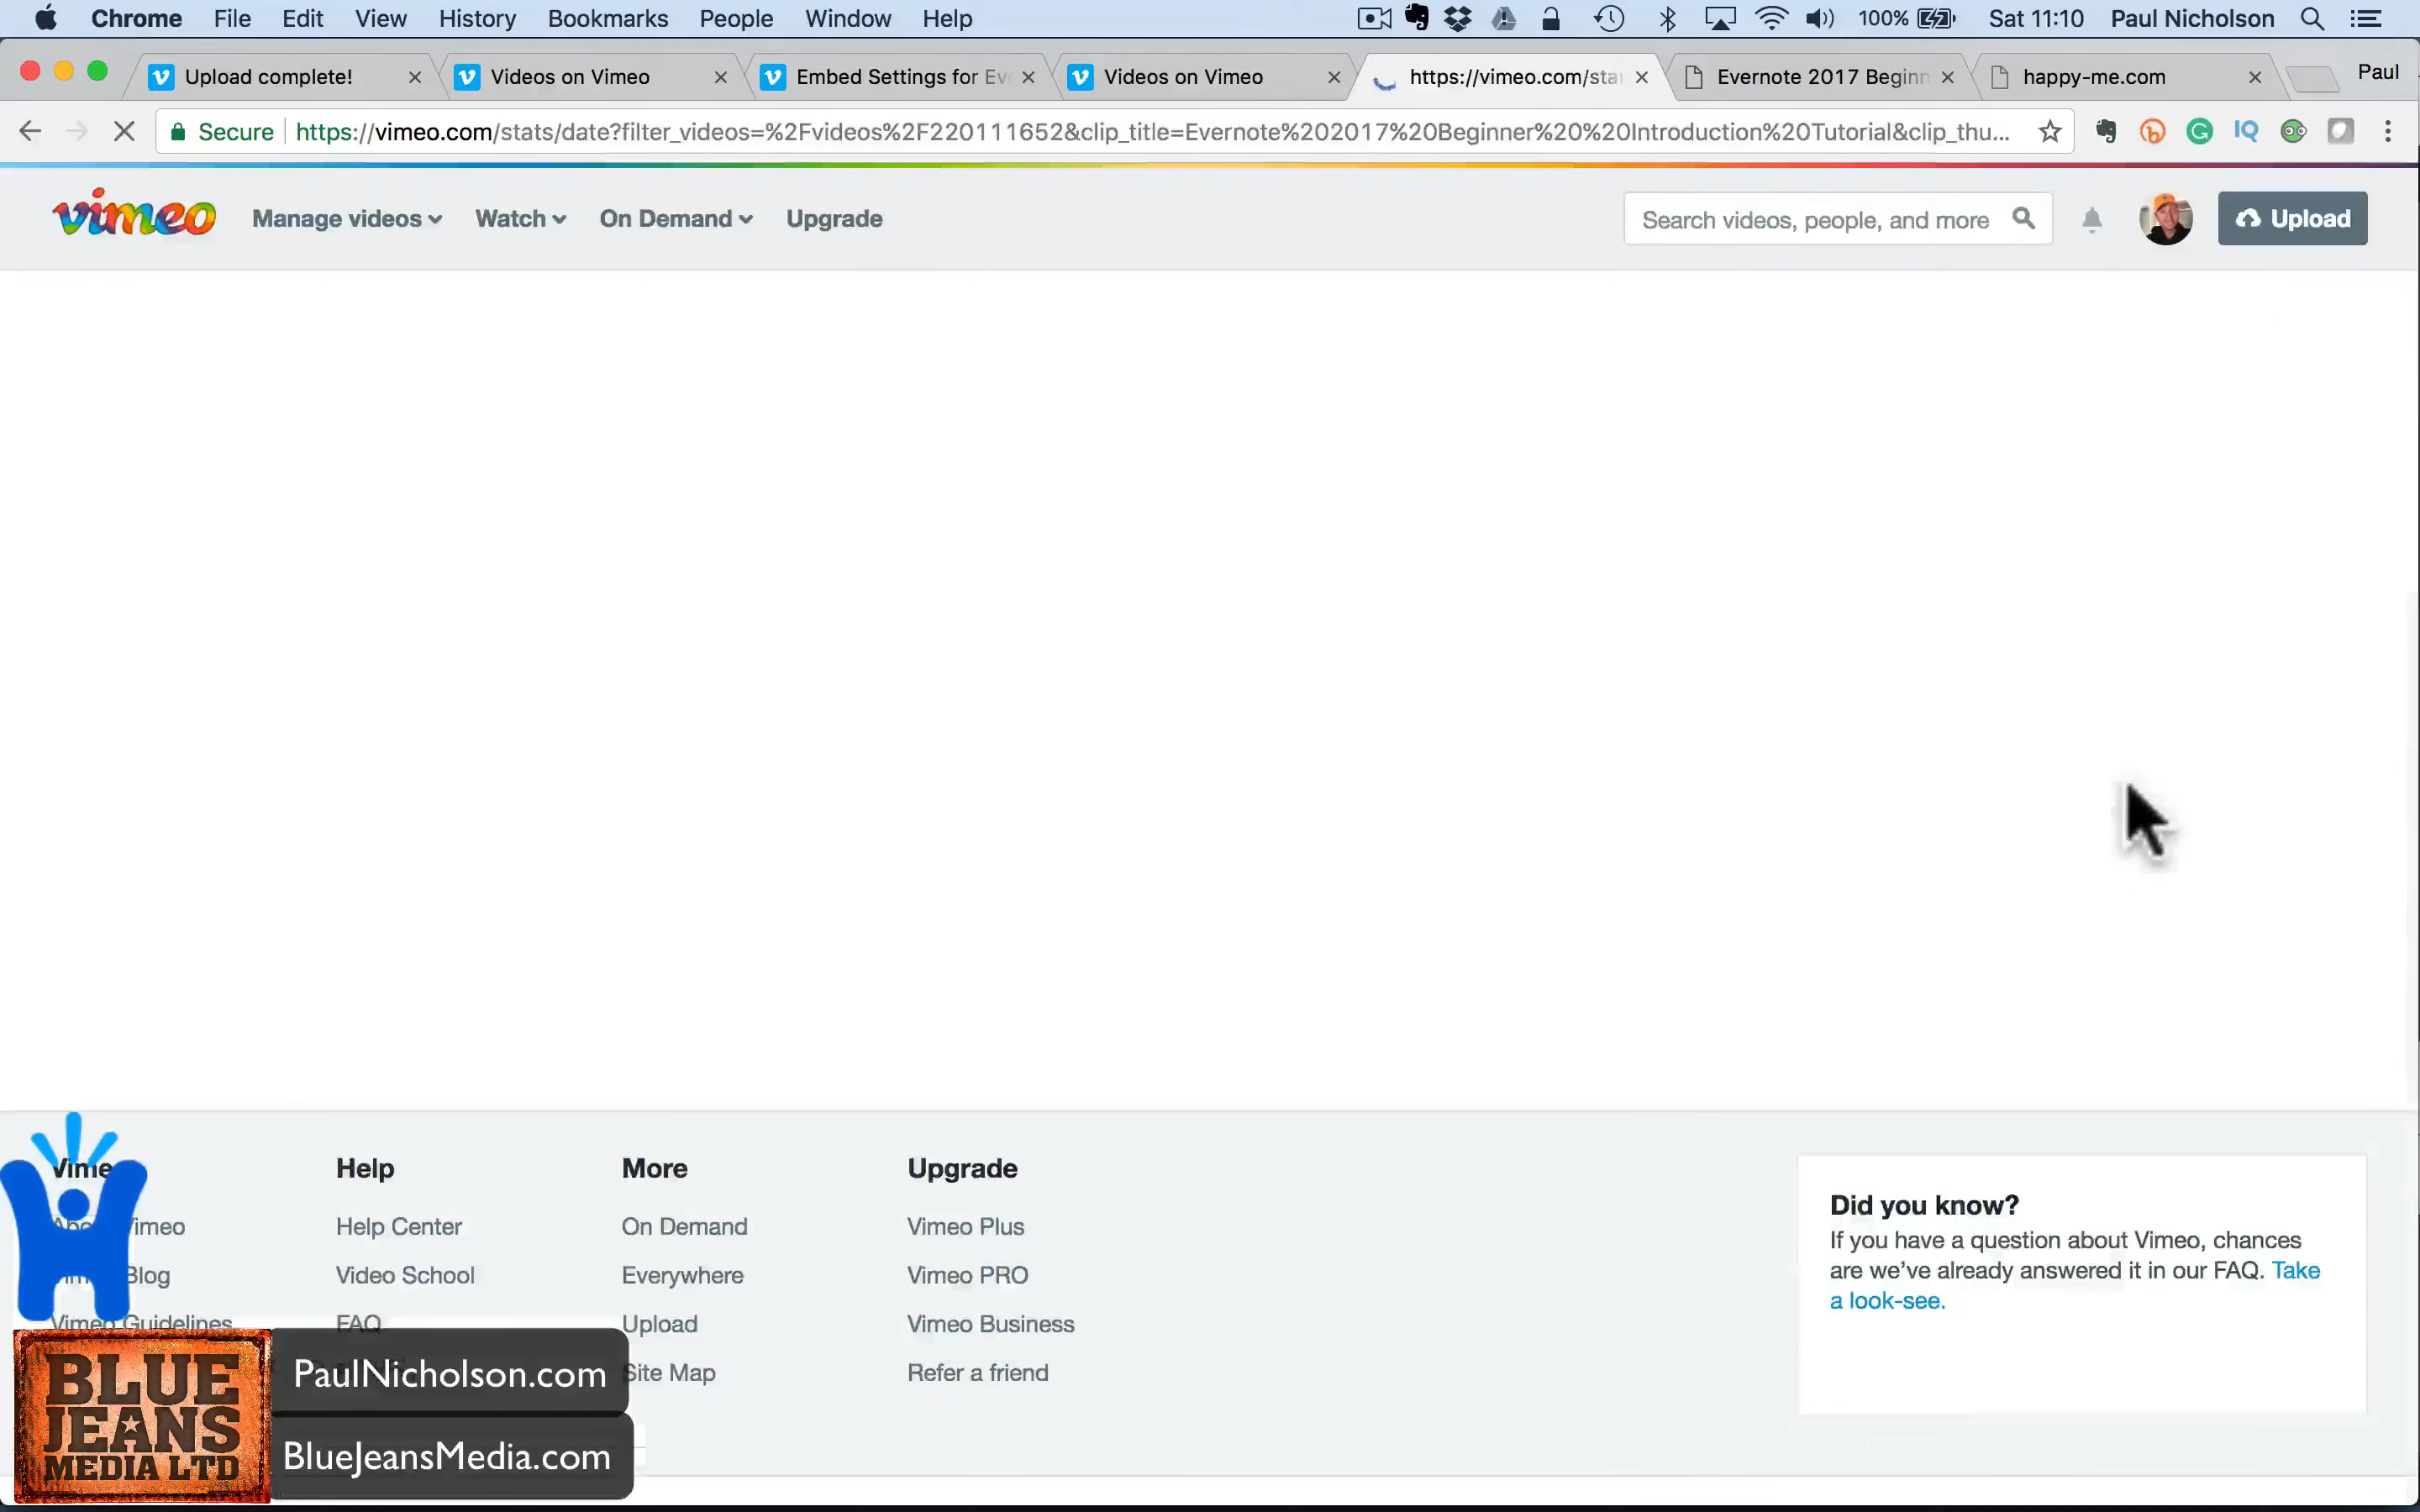 Chrome File Edit View History Bookmarks People Window Help 100% Sat 11:10 Paul Nicholson
Upload complete! Videos on Vimeo Embed Settings for Ev Videos on Vimeo https://vimeo.com/sta Evernote 2017 Beginn happy-me.com Paul
Secure https://vimeo.com/stats/date?filter_videos=%2Fvideos%2F220111652&clip_title=Evernote%202017%20Beginner%20%20Introduction%20Tutorial&clip_thu...
vimeo Manage videos Watch On Demand Upgrade Search videos, people, and more Upload
Vime Help More Upgrade
Help Center On Demand Vimeo Plus
Blog Video School Everywhere Vimeo PRO
Vimeo Guidelines FAQ Upload Vimeo Business
Site Map Refer a friend
Did you know?
If you have a question about Vimeo, chances
are we've already answered it in our FAQ. Take
a look-see.
BLUE
JEANS
MEDIA LTD
PaulNicholson.com
BlueJeansMedia.com